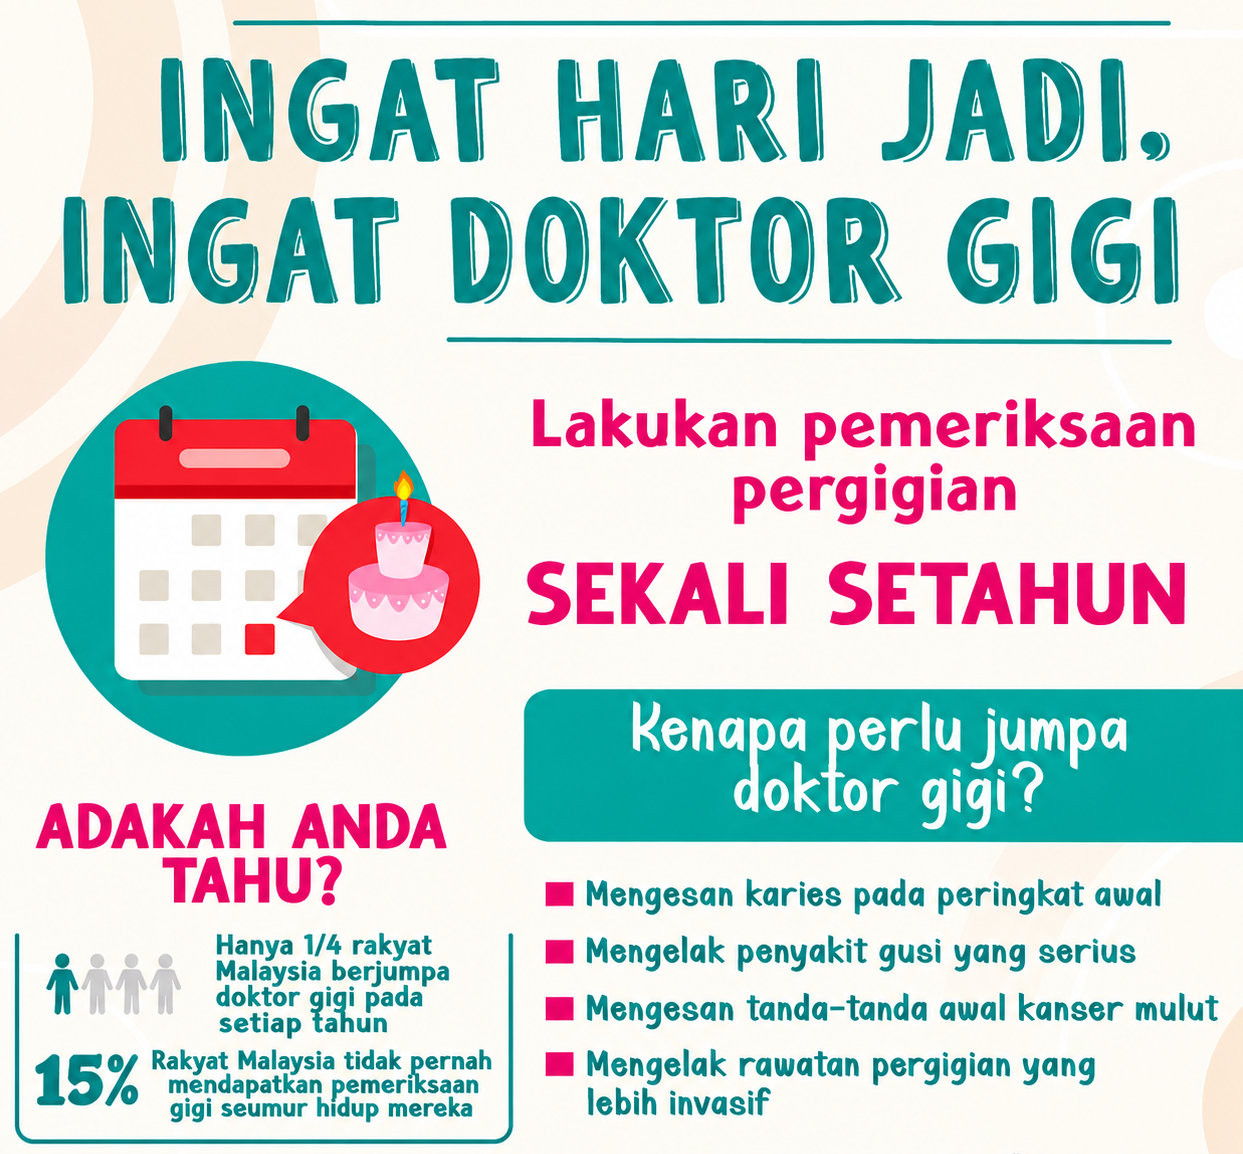 INGAT HARI JADI,
INGAT DOKTOR GIGI
Lakukan pemeriksaan
pergigian
SEKALI SETAHUN
Kenapa perlu jumpa
doktor gigi?
Mengesan karies pada peringkat awal
Mengelak penyakit gusi yang serius
Mengesan tanda-tanda awal kanser mulut
Mengelak rawatan pergigian yang
lebih invasif
ADAKAH ANDA
TAHU?
Hanya 1/4 rakyat
Malaysia berjumpa
doktor gigi pada
setiap tahun
15% Rakyat Malaysia tidak pernah
mendapatkan pemeriksaan
gigi seumur hidup mereka